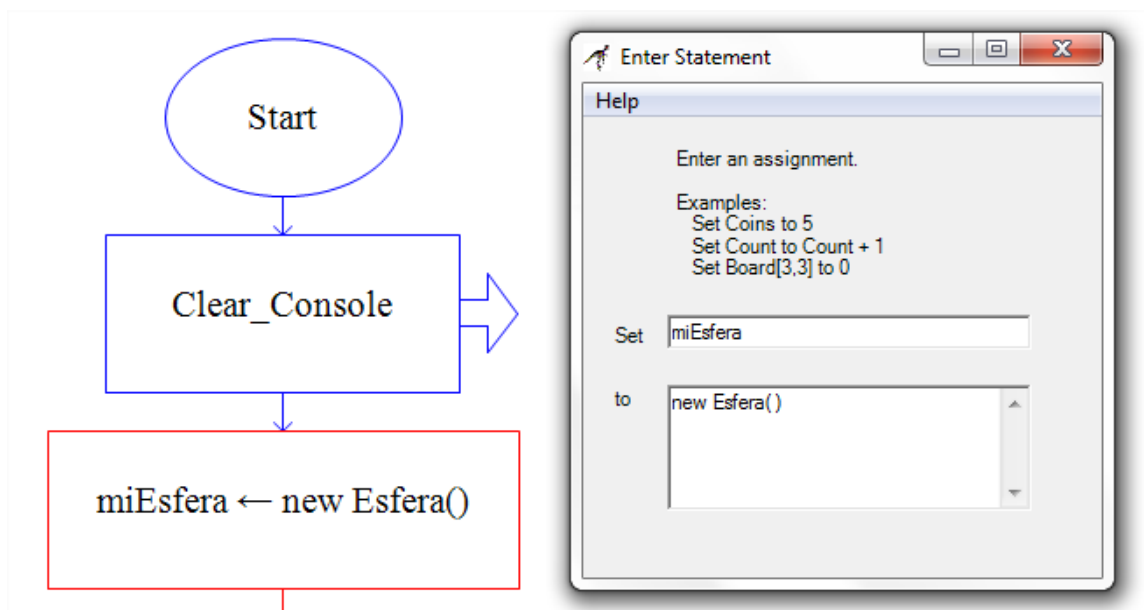 Start
Clear_Console
miEsfera ← new Esfera()
Enter Statement
Help
Enter an assignment.
Examples:
Set Coins to 5
Set Count to Count + 1
Set Board[3,3] to 0
Set miEsfera
to new Esfera( )